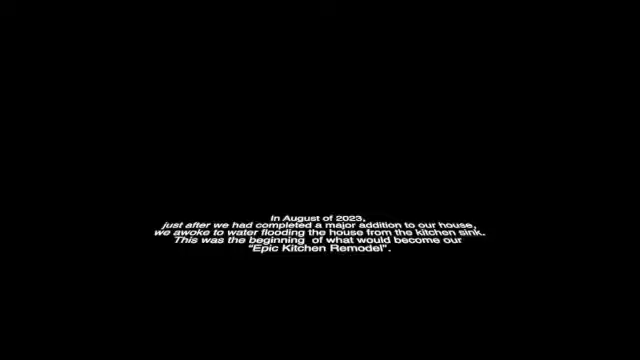 In August of 2023,
just after we had completed a major addition to our house,
we awoke to water flooding the house from the kitchen sink.
This was the beginning  of what would become our
“Epic Kitchen Remodel”.